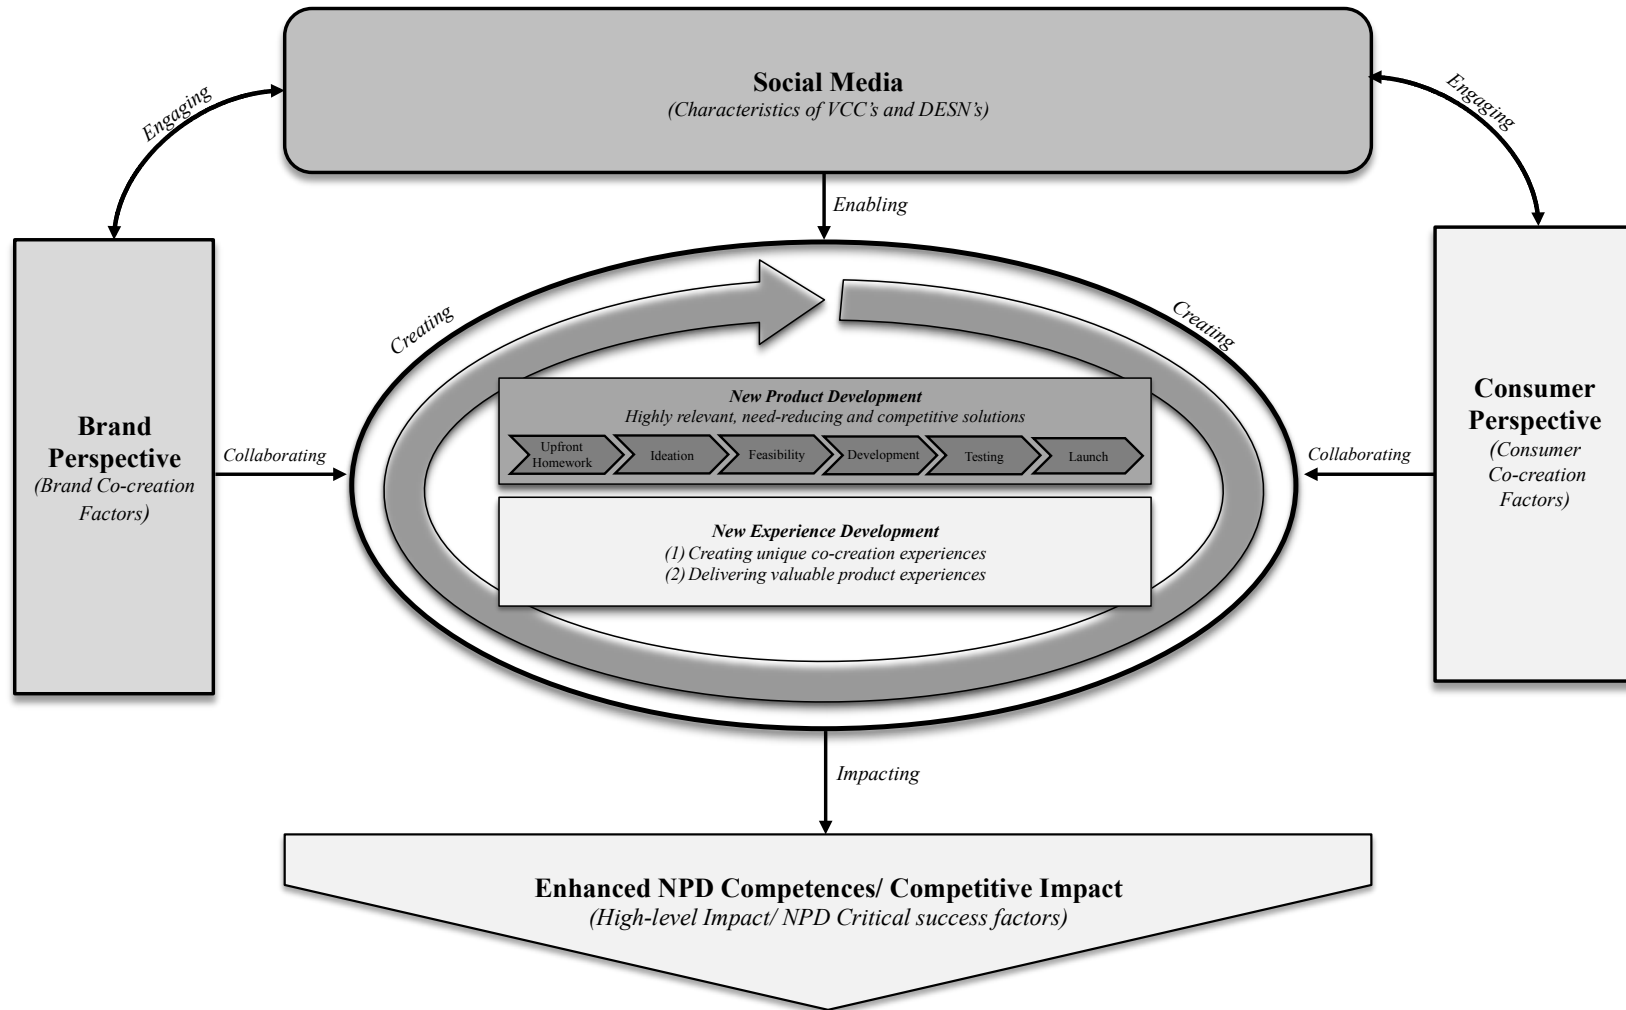 Social Media
(Characteristics of VCC's and DESN's)
Engaging
Engaging
Enabling
Creating
Creating
Brand
Perspective
(Brand Co-creation
Factors)
Collaborating
New Product Development
Highly relevant, need-reducing and competitive solutions
Upfront
Homework
Ideation
Feasibility
Development
Testing
Launch
New Experience Development
(1) Creating unique co-creation experiences
(2) Delivering valuable product experiences
Collaborating
Consumer
Perspective
(Consumer
Co-creation
Factors)
Impacting
Enhanced NPD Competences/ Competitive Impact
(High-level Impact/ NPD Critical success factors)